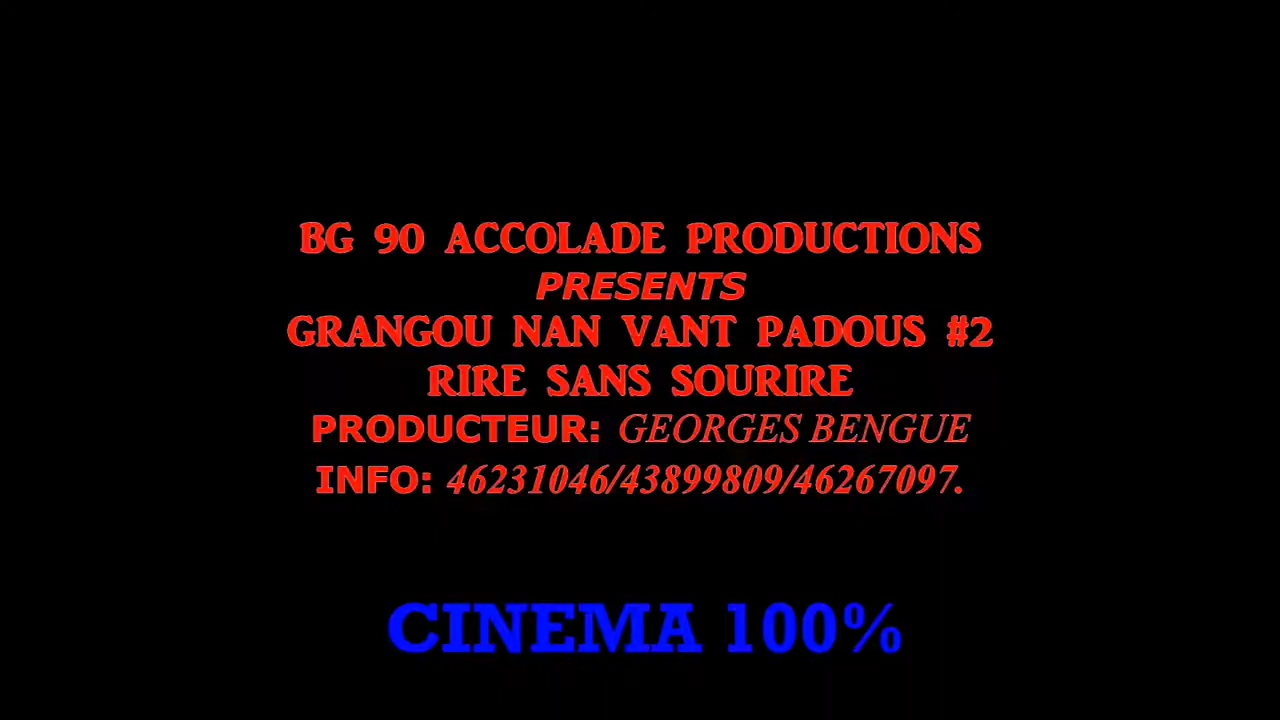 BG 90 ACCOLADE PRODUCTIONS
PRESENTS
GRANGOU NAN VANT PADOUS #2
RIRE SANS SOURIRE
PRODUCTEUR: GEORGES BENGUE
INFO: 46231046/43899809/46267097.
CINEMA 100%